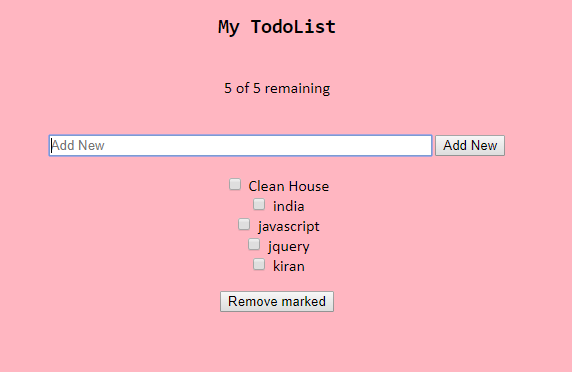 My TodoList
5 of 5 remaining
Add New Add New
Clean House
india
javascript
jquery
kiran
Remove marked